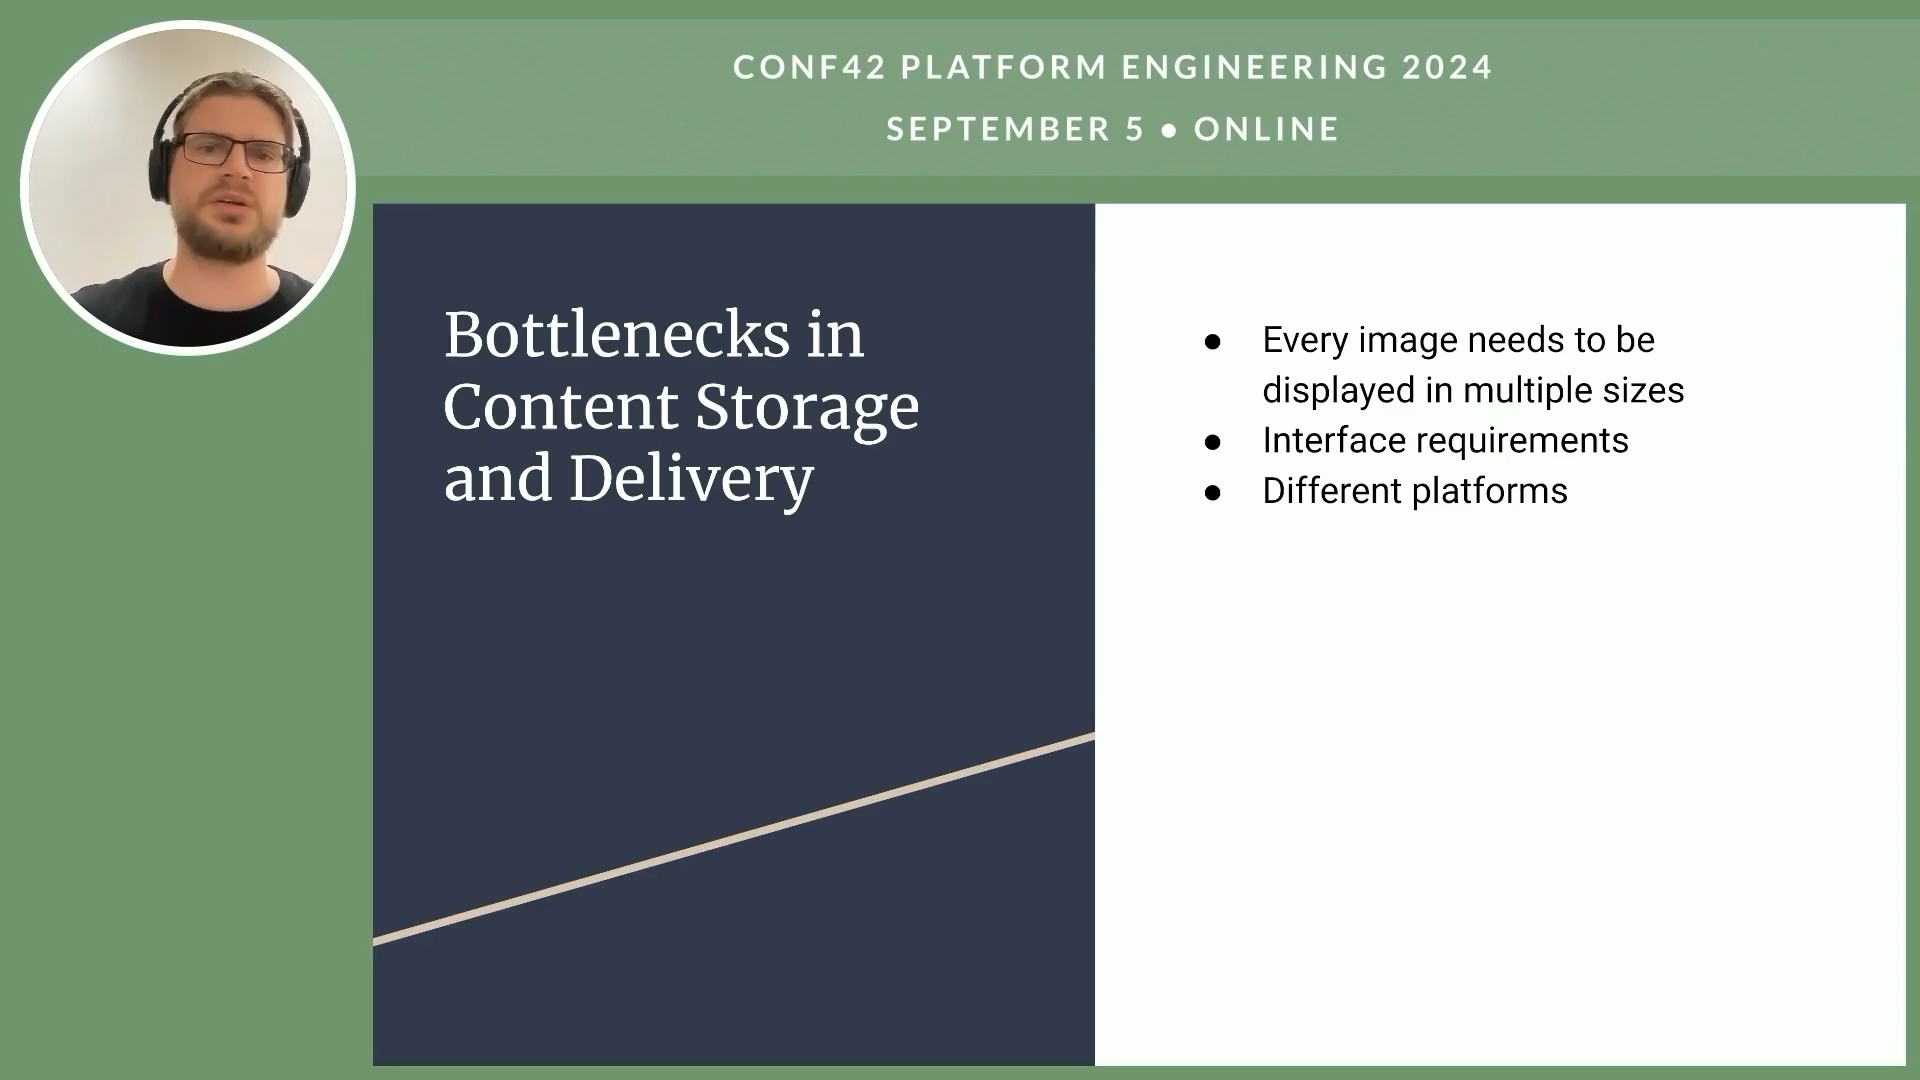 CONF42 PLATFORM ENGINEERING 2024
SEPTEMBER 5 ● ONLINE
Bottlenecks in
Content Storage
and Delivery
● Every image needs to be
displayed in multiple sizes
● Interface requirements
● Different platforms